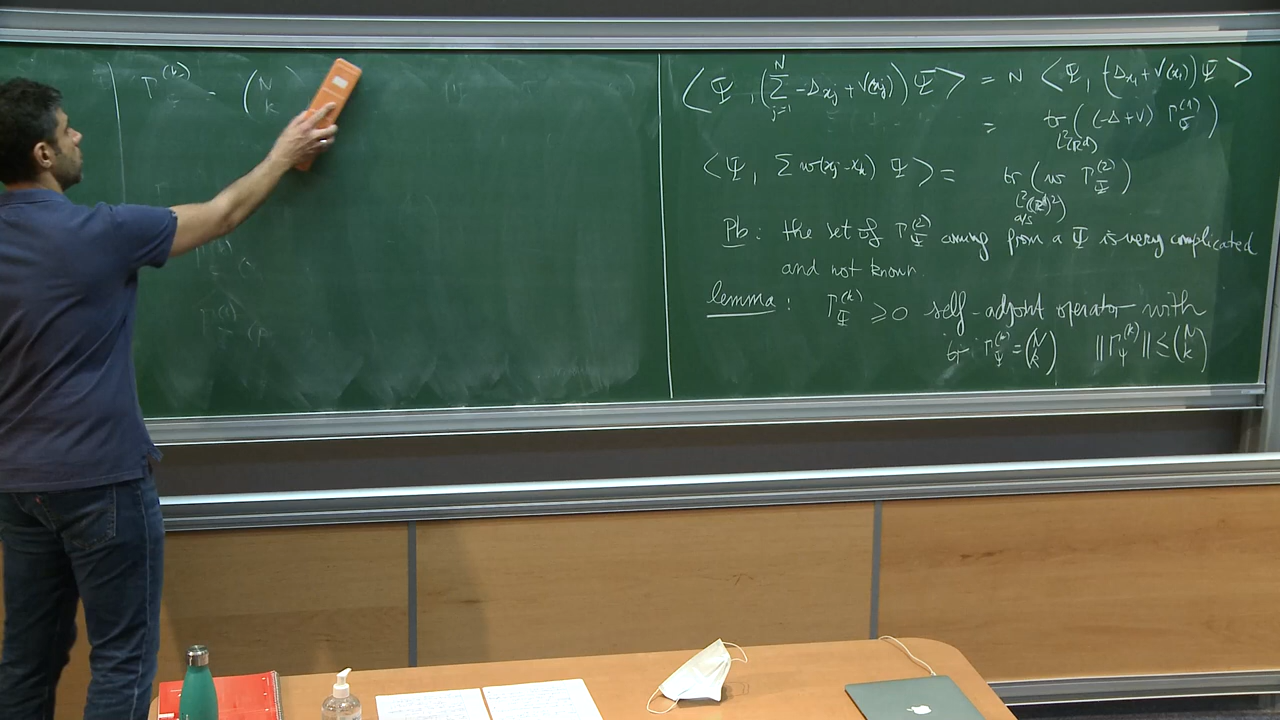 Γ^(k) = (N k)
⟨Ψ, (∑_{j=1}^N -Δ_{x_j} + V(x_j)) Ψ⟩ = N ⟨Ψ, (-Δ_{x_1} + V(x_1)) Ψ⟩
= tr_{L²(ℝ^d)} ((-Δ+V) Γ_Ψ^(1))
⟨Ψ, ∑ w(x_j - x_k) Ψ⟩ = tr_{L²_{a/s}((ℝ^d)²)} (w Γ_Ψ^(2))
Pb : the set of Γ_Ψ^(2) coming from a Ψ is very complicated
and not known.
lemma : Γ_Ψ^(k) ⩾ 0 self-adjoint operator with
tr Γ_Ψ^(k) = (N k) ||Γ_Ψ^(k)|| ≤ (N k)